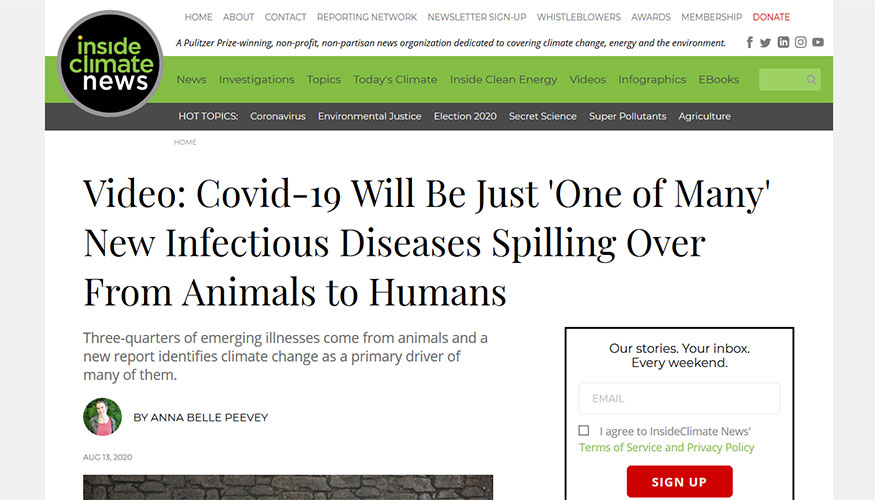 HOME ABOUT CONTACT REPORTING NETWORK NEWSLETTER SIGN-UP WHISTLEBLOWERS AWARDS MEMBERSHIP DONATE
inside
climate
news
A Pulitzer Prize-winning, non-profit, non-partisan news organization dedicated to covering climate change, energy and the environment.
News Investigations Topics Today's Climate Inside Clean Energy Videos Infographics EBooks
HOT TOPICS: Coronavirus Environmental Justice Election 2020 Secret Science Super Pollutants Agriculture
HOME
Video: Covid-19 Will Be Just 'One of Many'
New Infectious Diseases Spilling Over
From Animals to Humans
Three-quarters of emerging illnesses come from animals and a
new report identifies climate change as a primary driver of
many of them.
BY ANNA BELLE PEEVEY
AUG 13, 2020
Our stories. Your inbox.
Every weekend.
EMAIL
I agree to InsideClimate News'
Terms of Service and Privacy Policy
SIGN UP